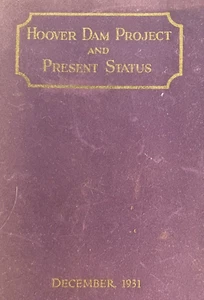 HOOVER DAM PROJECT
AND
PRESENT STATUS
DECEMBER, 1931